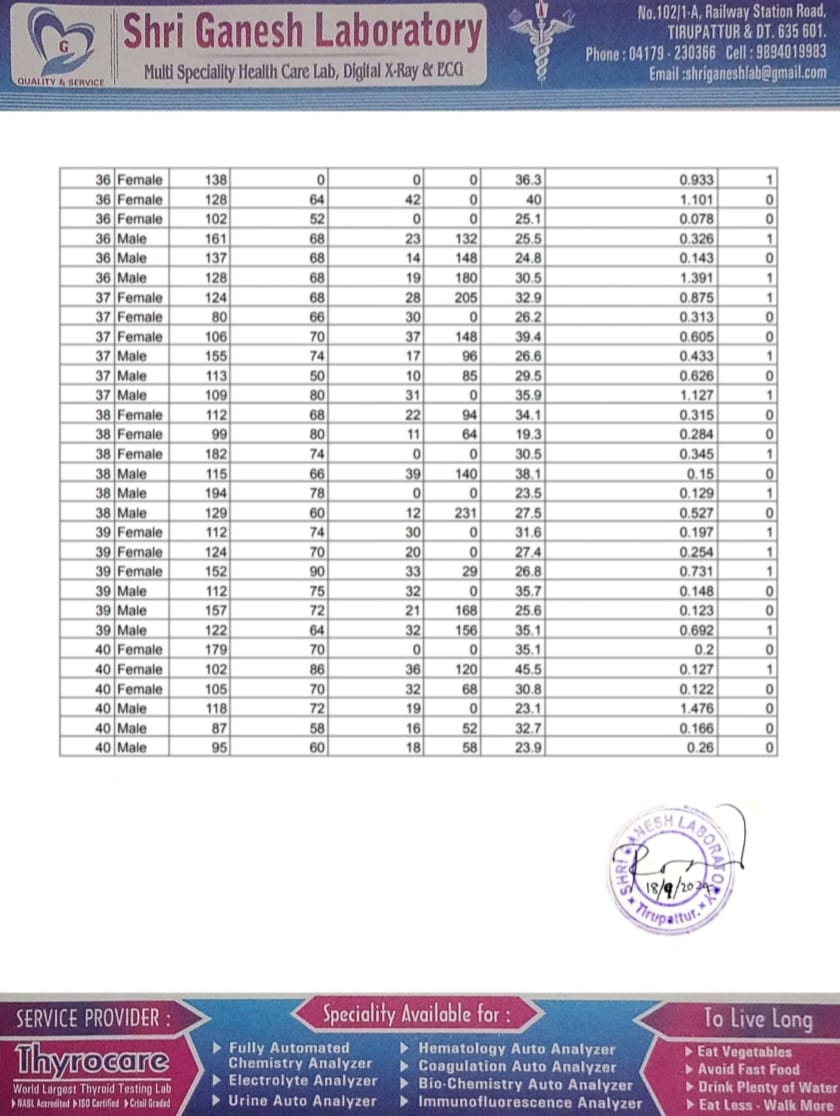 G
QUALITY & SERVICE
Shri Ganesh Laboratory
Multi Speciality Health Care Lab, Digital X-Ray & ECG
No.102/1-A, Railway Station Road,
TIRUPATTUR & DT. 635 601.
Phone : 04179 - 230366 Cell : 9894019983
Email :shriganeshlab@gmail.com
36 Female 138 0 0 0 36.3 0.933 1
36 Female 128 64 42 0 40 1.101 0
36 Female 102 52 0 0 25.1 0.078 0
36 Male 161 68 23 132 25.5 0.326 1
36 Male 137 68 14 148 24.8 0.143 0
36 Male 128 68 19 180 30.5 1.391 1
37 Female 124 68 28 205 32.9 0.875 1
37 Female 80 66 30 0 26.2 0.313 0
37 Female 106 70 37 148 39.4 0.605 0
37 Male 155 74 17 96 26.6 0.433 1
37 Male 113 50 10 85 29.5 0.626 0
37 Male 109 80 31 0 35.9 1.127 1
38 Female 112 68 22 94 34.1 0.315 0
38 Female 99 80 11 64 19.3 0.284 0
38 Female 182 74 0 0 30.5 0.345 1
38 Male 115 66 39 140 38.1 0.15 0
38 Male 194 78 0 0 23.5 0.129 1
38 Male 129 60 12 231 27.5 0.527 0
39 Female 112 74 30 0 31.6 0.197 1
39 Female 124 70 20 0 27.4 0.254 1
39 Female 152 90 33 29 26.8 0.731 1
39 Male 112 75 32 0 35.7 0.148 0
39 Male 157 72 21 168 25.6 0.123 0
39 Male 122 64 32 156 35.1 0.692 1
40 Female 179 70 0 0 35.1 0.2 0
40 Female 102 86 36 120 45.5 0.127 1
40 Female 105 70 32 68 30.8 0.122 0
40 Male 118 72 19 0 23.1 1.476 0
40 Male 87 58 16 52 32.7 0.166 0
40 Male 95 60 18 58 23.9 0.26 0
SHRI GANESH LABORATORY
18/9/2024
Tirupattur.
SERVICE PROVIDER :
Thyrocare
World Largest Thyroid Testing Lab
NABL Accredited ISO Certified Crisil Graded
Speciality Available for :
Fully Automated
Chemistry Analyzer
Electrolyte Analyzer
Urine Auto Analyzer
Hematology Auto Analyzer
Coagulation Auto Analyzer
Bio-Chemistry Auto Analyzer
Immunofluorescence Analyzer
To Live Long
Eat Vegetables
Avoid Fast Food
Drink Plenty of Water
Eat Less - Walk More